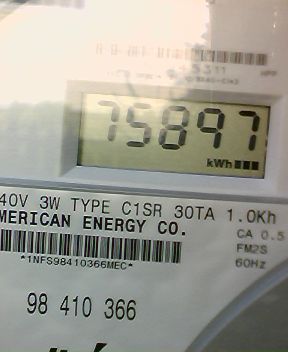 75897
kWh
40V 3W TYPE C1SR 30TA 1.0Kh
MERICAN ENERGY CO.
CA 0.5
FM2S
60Hz
*1NFS98410366MEC*
98 410 366